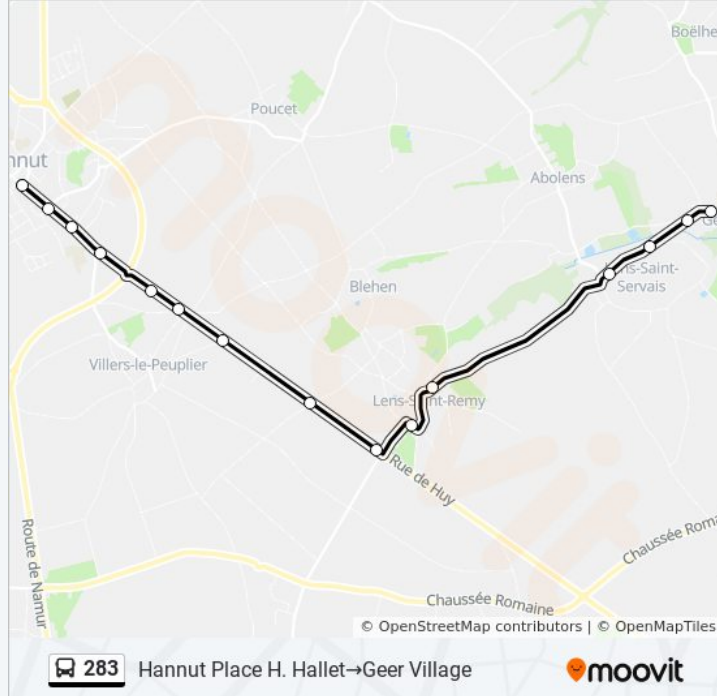 Boëlhe
Poucet
nnut
Abolens
Ge
Lens-Saint-
Servais
Blehen
Villers-le-Peuplier
Lens-Saint-Remy
Rue de Huy
Route de Namur
Chaussée Roma
Chaussée Romaine
© OpenStreetMap contributors | © OpenMapTiles
283 Hannut Place H. Hallet→Geer Village
moovit